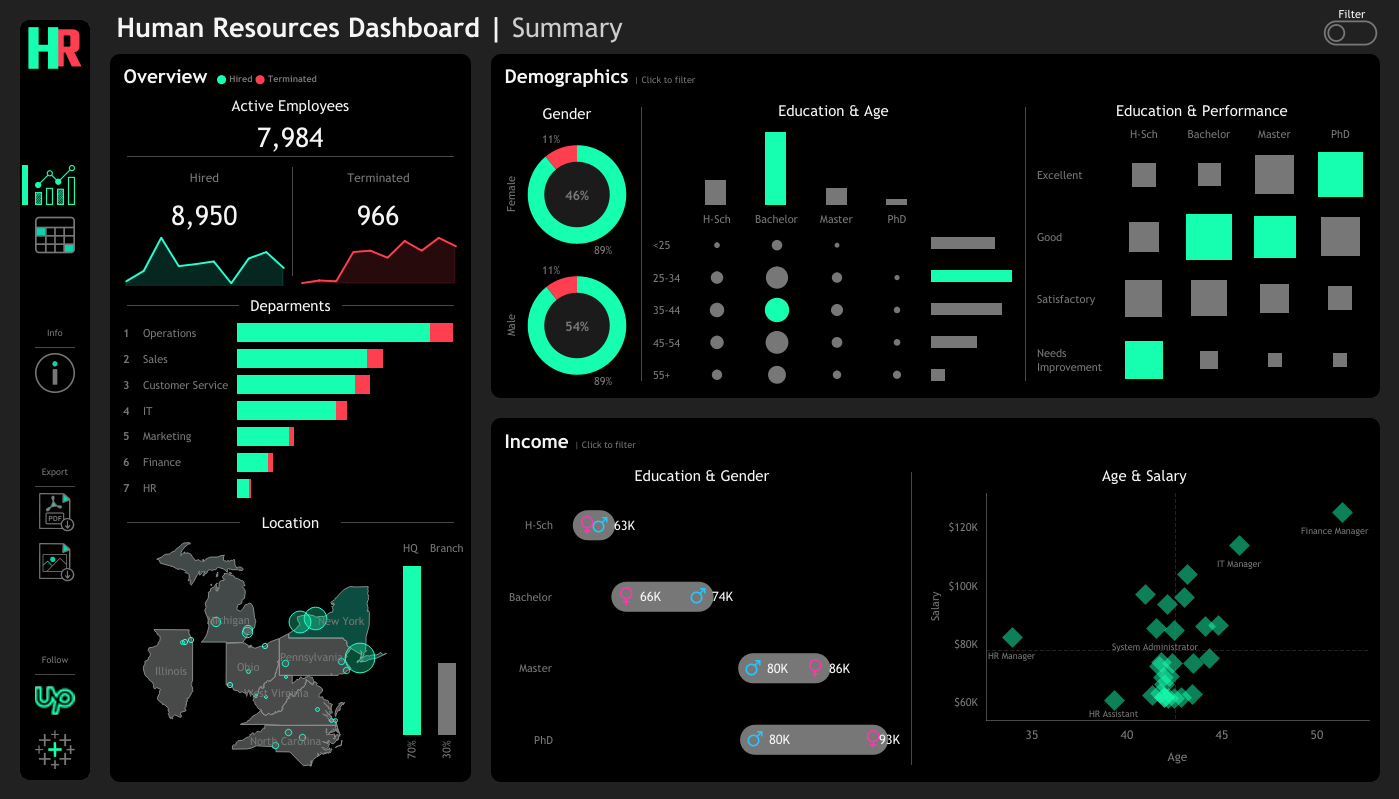 HR
Human Resources Dashboard | Summary
Filter
Overview
Hired
Terminated
Active Employees
7,984
Hired
8,950
Terminated
966
Deparments
1 Operations
2 Sales
3 Customer Service
4 IT
5 Marketing
6 Finance
7 HR
Location
HQ
Branch
Michigan
New York
Illinois
Ohio
Pennsylvania
West Virginia
North Carolina
70%
30%
Info
i
Export
PDF
Follow
Up
Demographics | Click to filter
Gender
11%
Female
46%
89%
11%
Male
54%
89%
Education & Age
H-Sch
Bachelor
Master
PhD
<25
25-34
35-44
45-54
55+
Education & Performance
H-Sch
Bachelor
Master
PhD
Excellent
Good
Satisfactory
Needs
Improvement
Income | Click to filter
Education & Gender
H-Sch
63K
Bachelor
66K
74K
Master
80K
86K
PhD
80K
93K
Age & Salary
Salary
$120K
$100K
$80K
$60K
Finance Manager
IT Manager
System Administrator
HR Manager
HR Assistant
35
40
45
50
Age